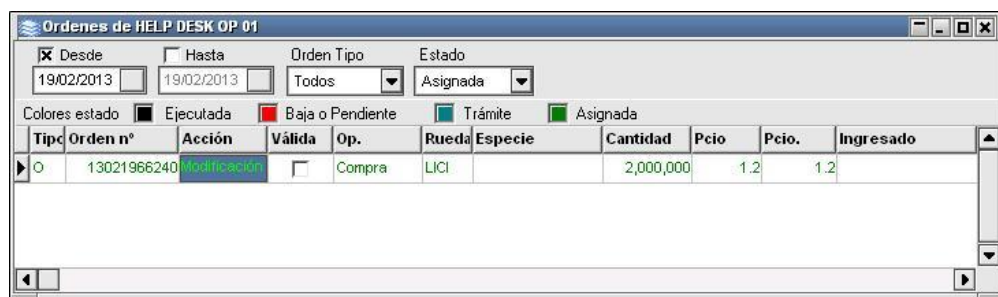 Ordenes de HELP DESK OP 01
Desde Hasta Orden Tipo Estado
19/02/2013 19/02/2013 Todos Asignada
Colores estado Ejecutada Baja o Pendiente Trámite Asignada
Tipo Orden nº Acción Válida Op. Rueda Especie Cantidad Pcio Pcio. Ingresado
O 13021966240 Modificación Compra LICI 2,000,000 1.2 1.2